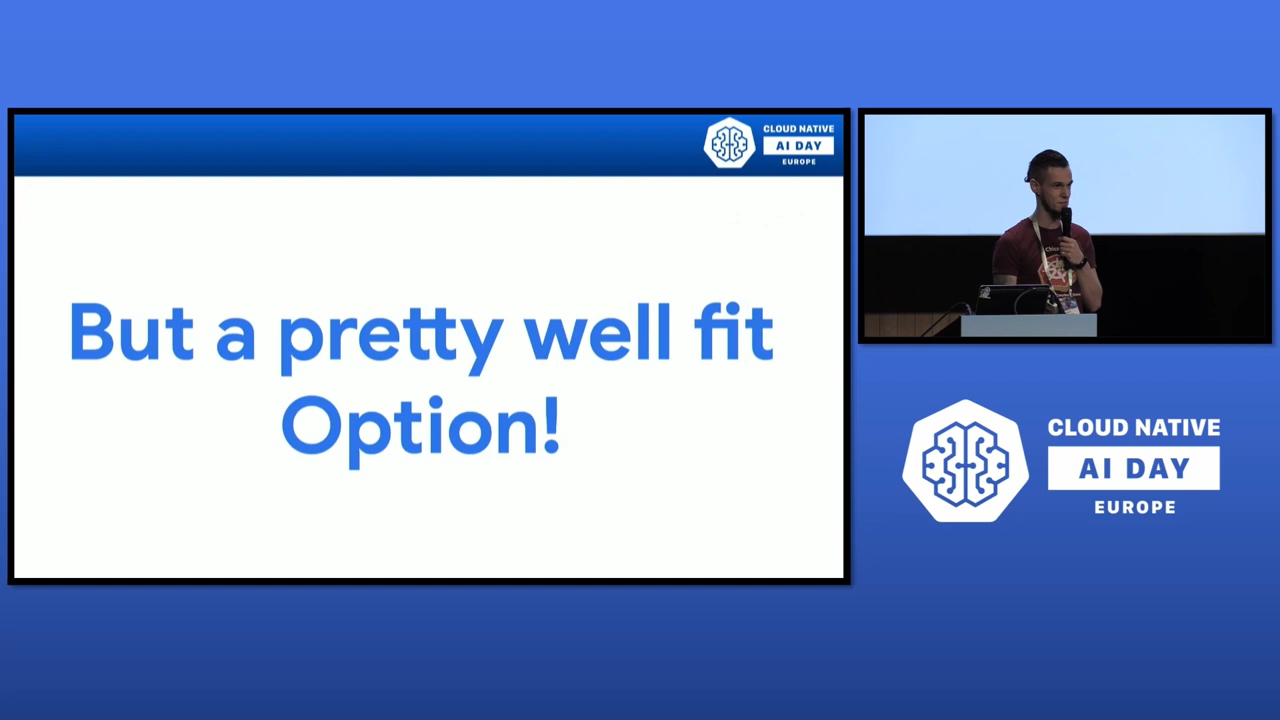 CLOUD NATIVE
AI DAY
EUROPE
But a pretty well fit
Option!
CLOUD NATIVE
AI DAY
EUROPE